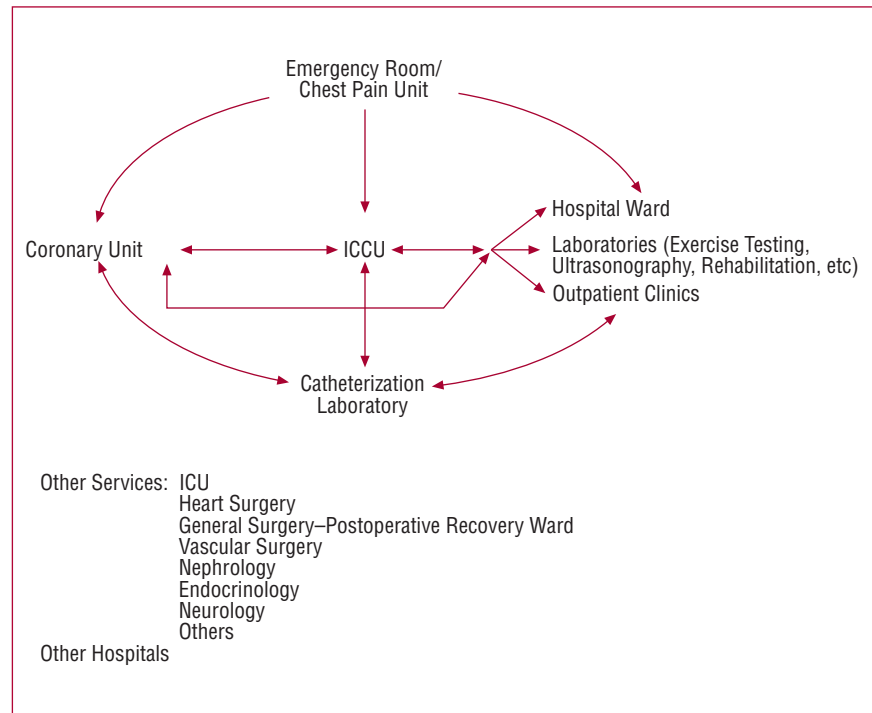 Emergency Room/
Chest Pain Unit
Hospital Ward
Coronary Unit
ICCU
Laboratories (Exercise Testing,
Ultrasonography, Rehabilitation, etc)
Outpatient Clinics
Catheterization
Laboratory
Other Services: ICU
Heart Surgery
General Surgery–Postoperative Recovery Ward
Vascular Surgery
Nephrology
Endocrinology
Neurology
Others
Other Hospitals